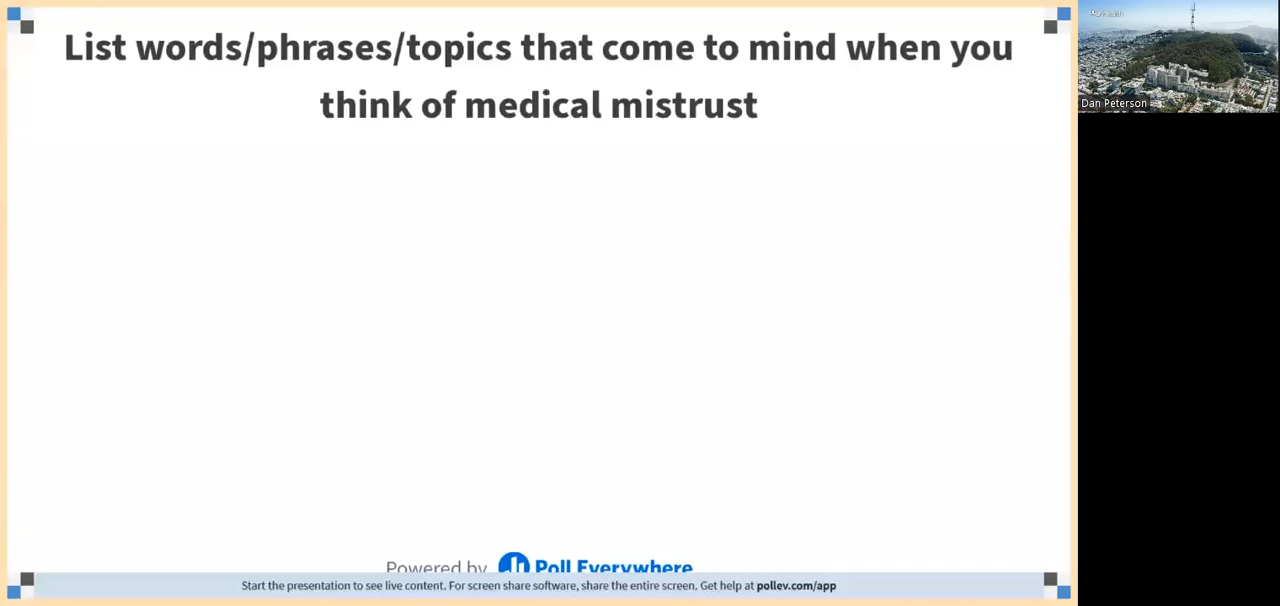 List words/phrases/topics that come to mind when you
think of medical mistrust
Dan Peterson
Powered by Poll Everywhere
Start the presentation to see live content. For screen share software, share the entire screen. Get help at pollev.com/app